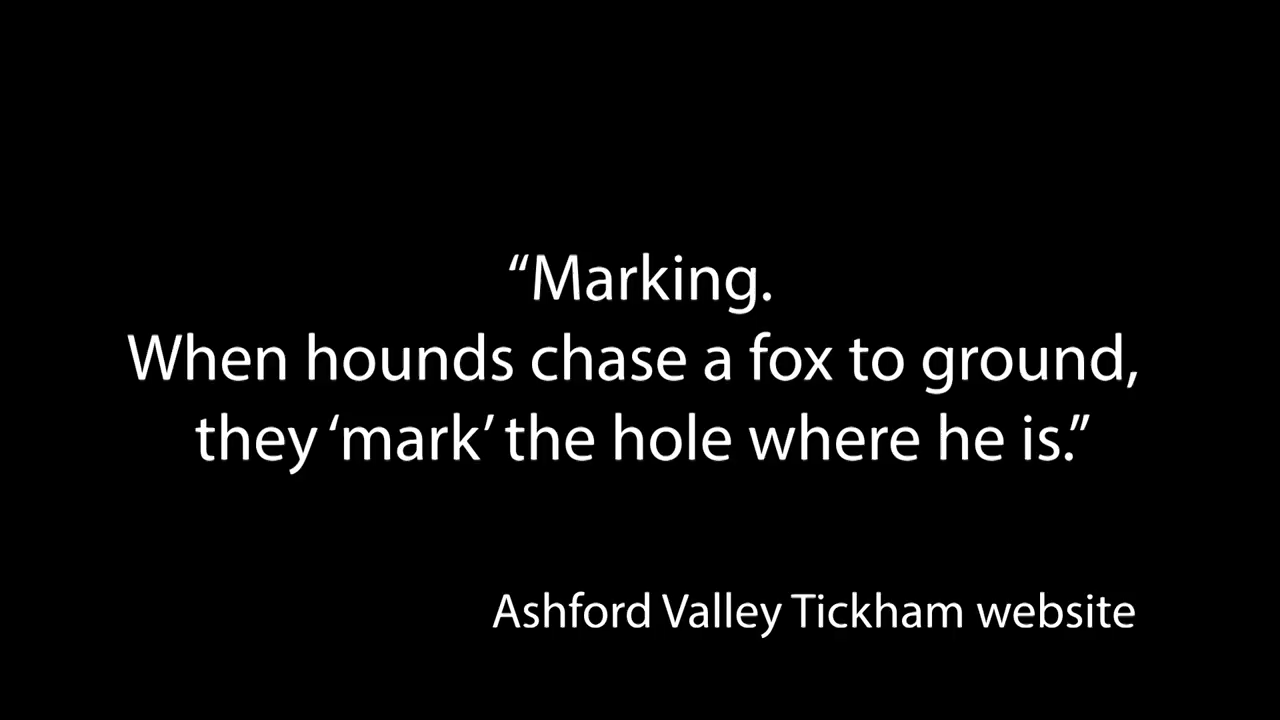 “Marking.
When hounds chase a fox to ground,
they ‘mark’ the hole where he is.”
Ashford Valley Tickham website